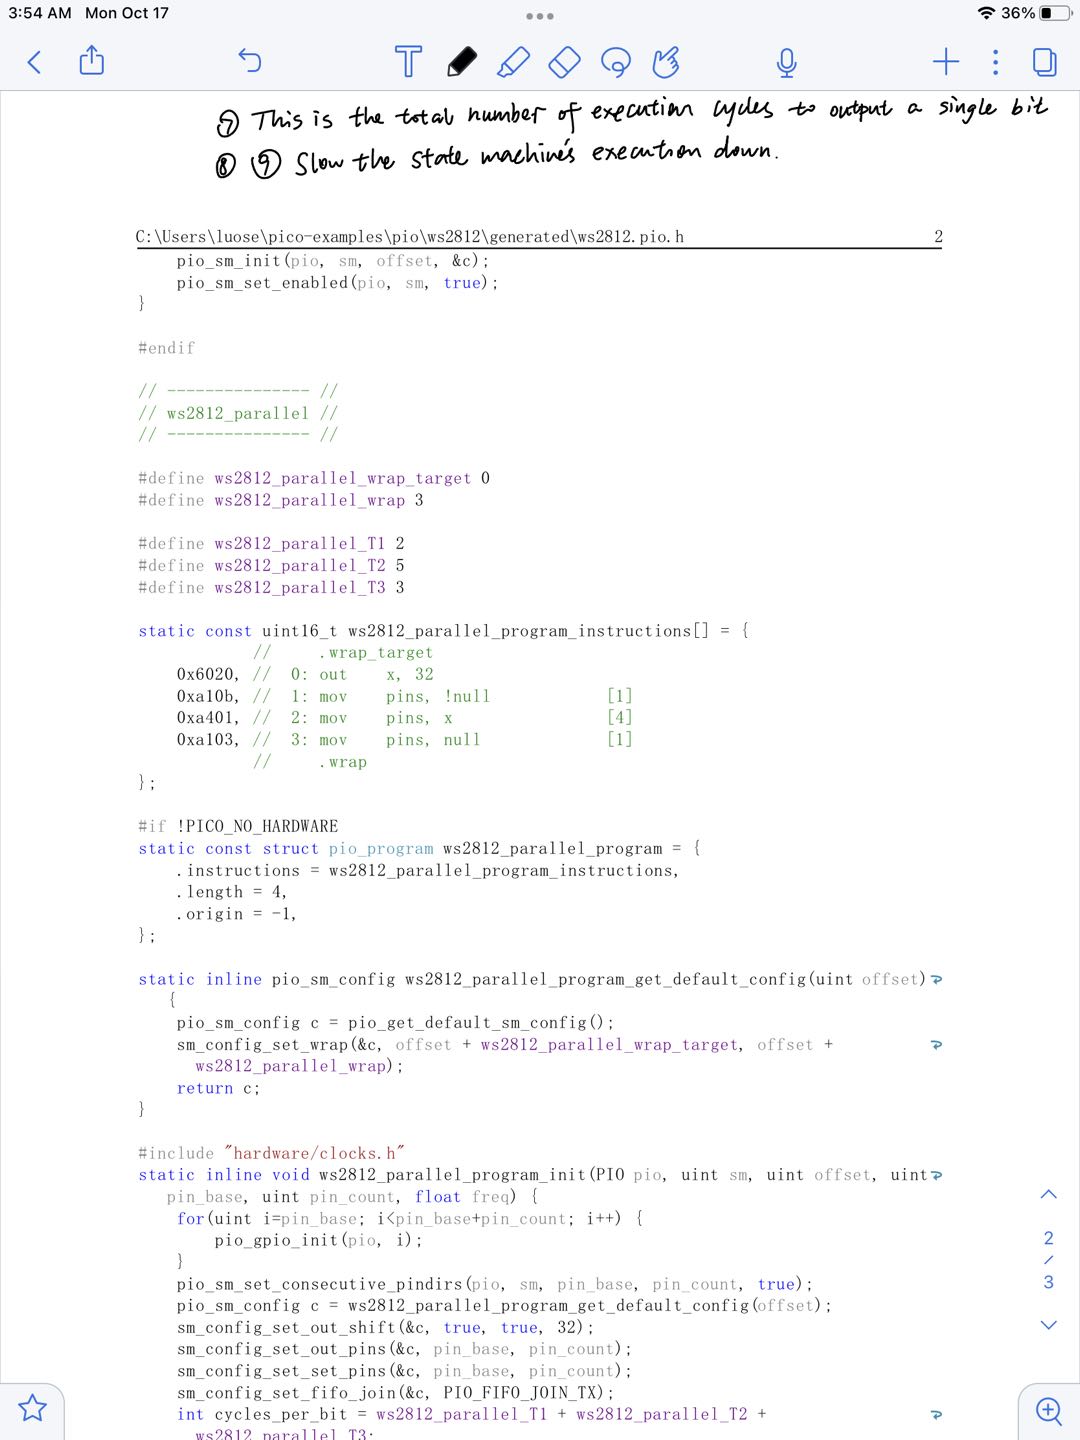 3:54 AM Mon Oct 17
36%
⑦ This is the total number of execution cycles to output a single bit
⑧ ⑨ Slow the state machine's execution down.
C:\Users\luose\pico-examples\pio\ws2812\generated\ws2812.pio.h 2
pio_sm_init(pio, sm, offset, &c);
pio_sm_set_enabled(pio, sm, true);
}
#endif
// --------------- //
// ws2812_parallel //
// --------------- //
#define ws2812_parallel_wrap_target 0
#define ws2812_parallel_wrap 3
#define ws2812_parallel_T1 2
#define ws2812_parallel_T2 5
#define ws2812_parallel_T3 3
static const uint16_t ws2812_parallel_program_instructions[] = {
// .wrap_target
0x6020, // 0: out x, 32
0xa10b, // 1: mov pins, !null [1]
0xa401, // 2: mov pins, x [4]
0xa103, // 3: mov pins, null [1]
// .wrap
};
#if !PICO_NO_HARDWARE
static const struct pio_program ws2812_parallel_program = {
.instructions = ws2812_parallel_program_instructions,
.length = 4,
.origin = -1,
};
static inline pio_sm_config ws2812_parallel_program_get_default_config(uint offset)
{
pio_sm_config c = pio_get_default_sm_config();
sm_config_set_wrap(&c, offset + ws2812_parallel_wrap_target, offset +
ws2812_parallel_wrap);
return c;
}
#include "hardware/clocks.h"
static inline void ws2812_parallel_program_init(PIO pio, uint sm, uint offset, uint
pin_base, uint pin_count, float freq) {
for(uint i=pin_base; i<pin_base+pin_count; i++) {
pio_gpio_init(pio, i);
}
pio_sm_set_consecutive_pindirs(pio, sm, pin_base, pin_count, true);
pio_sm_config c = ws2812_parallel_program_get_default_config(offset);
sm_config_set_out_shift(&c, true, true, 32);
sm_config_set_out_pins(&c, pin_base, pin_count);
sm_config_set_set_pins(&c, pin_base, pin_count);
sm_config_set_fifo_join(&c, PIO_FIFO_JOIN_TX);
int cycles_per_bit = ws2812_parallel_T1 + ws2812_parallel_T2 +
ws2812_parallel_T3;
2
/
3